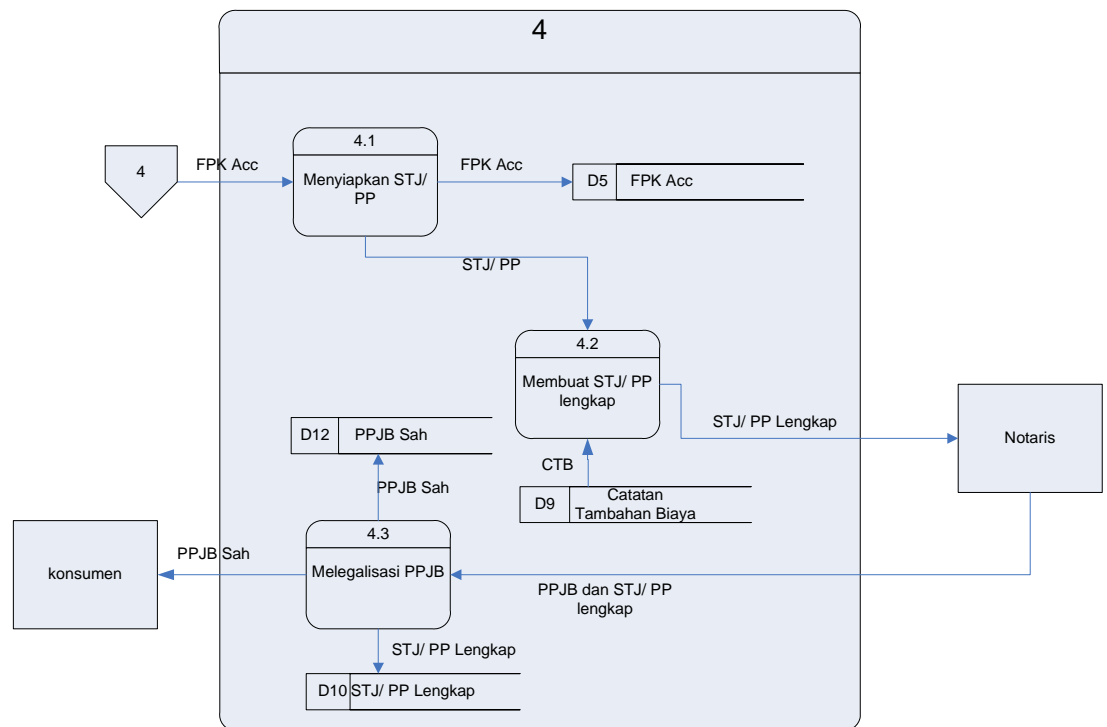 4
4.1
4
FPK Acc
Menyiapkan STJ/
PP
FPK Acc
D5
FPK Acc
STJ/ PP
4.2
Membuat STJ/ PP
lengkap
STJ/ PP Lengkap
Notaris
D12
PPJB Sah
CTB
PPJB Sah
D9
Catatan
Tambahan Biaya
4.3
PPJB Sah
konsumen
Melegalisasi PPJB
PPJB dan STJ/ PP
lengkap
STJ/ PP Lengkap
D10
STJ/ PP Lengkap